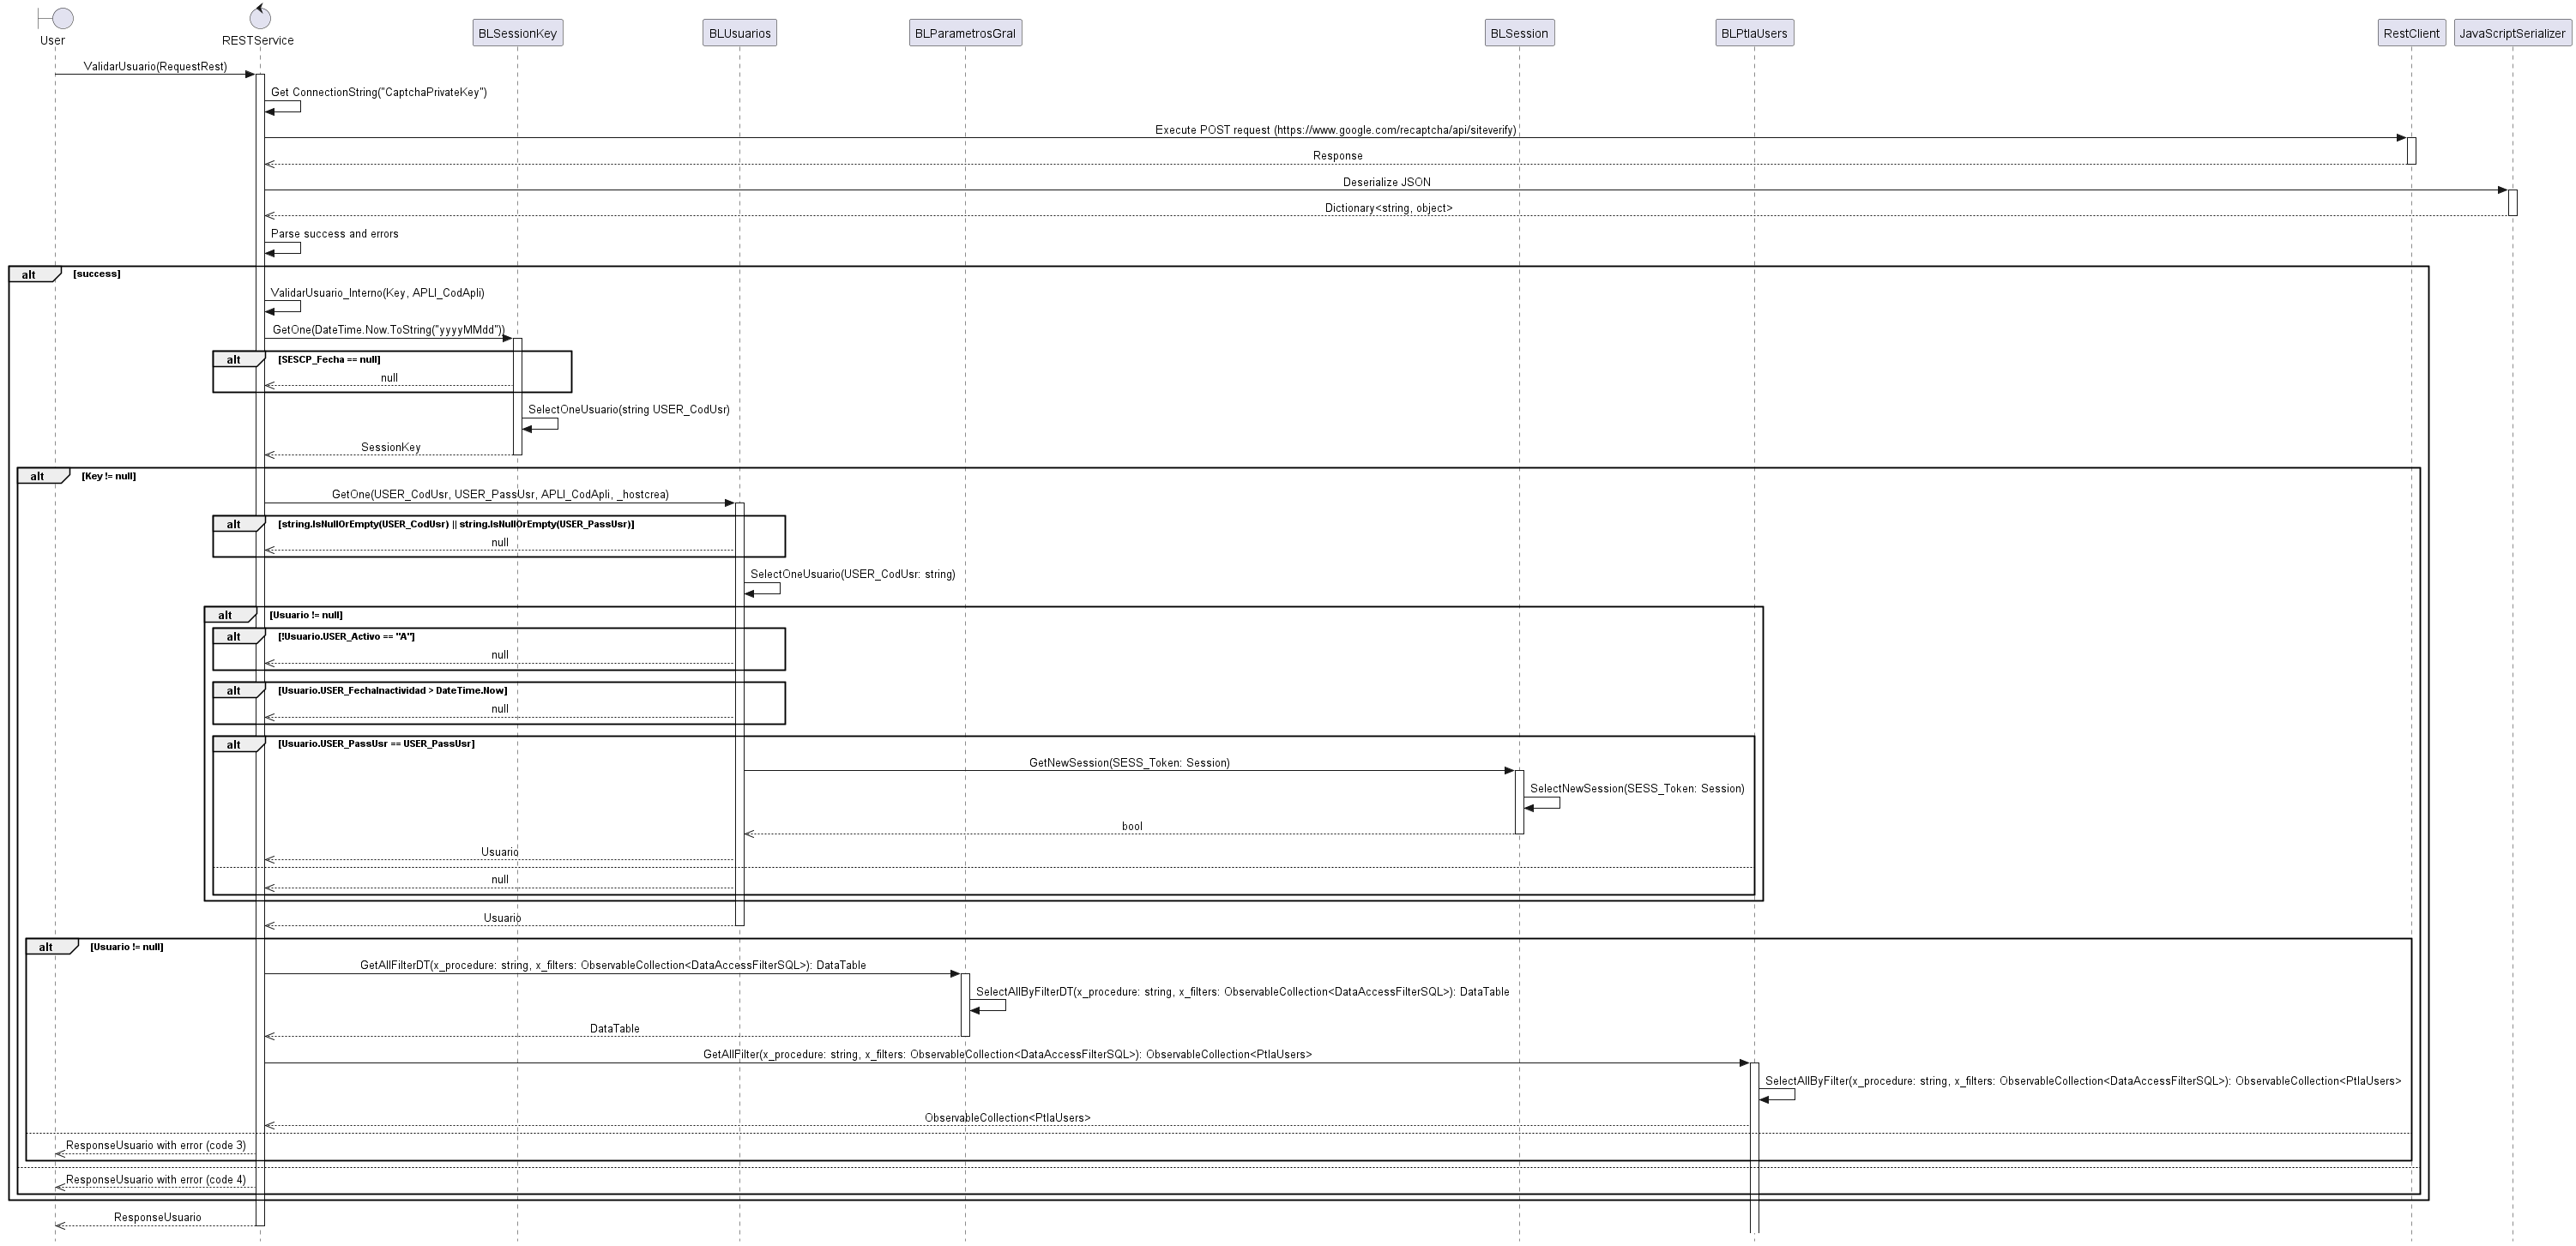 User
RESTService
BLSessionKey
BLUsuarios
BLParametrosGral
BLSession
BLPtlaUsers
RestClient
JavaScriptSerializer
ValidarUsuario(RequestRest)
Get ConnectionString("CaptchaPrivateKey")
Execute POST request (https://www.google.com/recaptcha/api/siteverify)
Response
Deserialize JSON
Dictionary<string, object>
Parse success and errors
alt [success]
ValidarUsuario_Interno(Key, APLI_CodApli)
GetOne(DateTime.Now.ToString("yyyyMMdd"))
alt [SESCP_Fecha == null]
null
SelectOneUsuario(string USER_CodUsr)
SessionKey
alt [Key != null]
GetOne(USER_CodUsr, USER_PassUsr, APLI_CodApli, _hostcrea)
alt [string.IsNullOrEmpty(USER_CodUsr) || string.IsNullOrEmpty(USER_PassUsr)]
null
SelectOneUsuario(USER_CodUsr: string)
alt [Usuario != null]
alt [!Usuario.USER_Activo == "A"]
null
alt [Usuario.USER_FechaInactividad > DateTime.Now]
null
alt [Usuario.USER_PassUsr == USER_PassUsr]
GetNewSession(SESS_Token: Session)
SelectNewSession(SESS_Token: Session)
bool
Usuario
null
Usuario
alt [Usuario != null]
GetAllFilterDT(x_procedure: string, x_filters: ObservableCollection<DataAccessFilterSQL>): DataTable
SelectAllByFilterDT(x_procedure: string, x_filters: ObservableCollection<DataAccessFilterSQL>): DataTable
DataTable
GetAllFilter(x_procedure: string, x_filters: ObservableCollection<DataAccessFilterSQL>): ObservableCollection<PtlaUsers>
SelectAllByFilter(x_procedure: string, x_filters: ObservableCollection<DataAccessFilterSQL>): ObservableCollection<PtlaUsers>
ObservableCollection<PtlaUsers>
ResponseUsuario with error (code 3)
ResponseUsuario with error (code 4)
ResponseUsuario